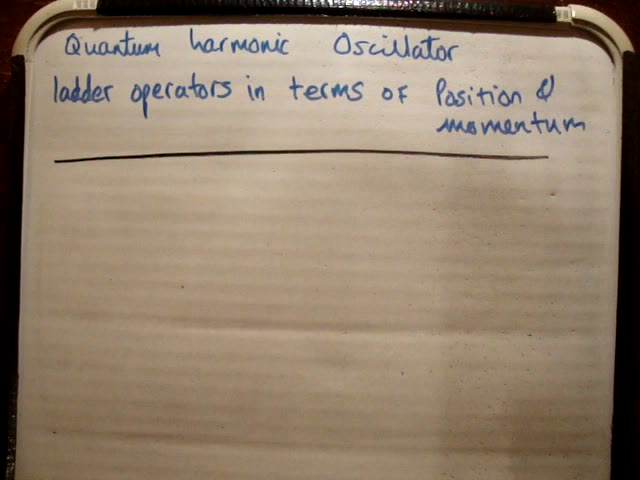 Quantum harmonic Oscillator
ladder operators in terms of Position &
momentum